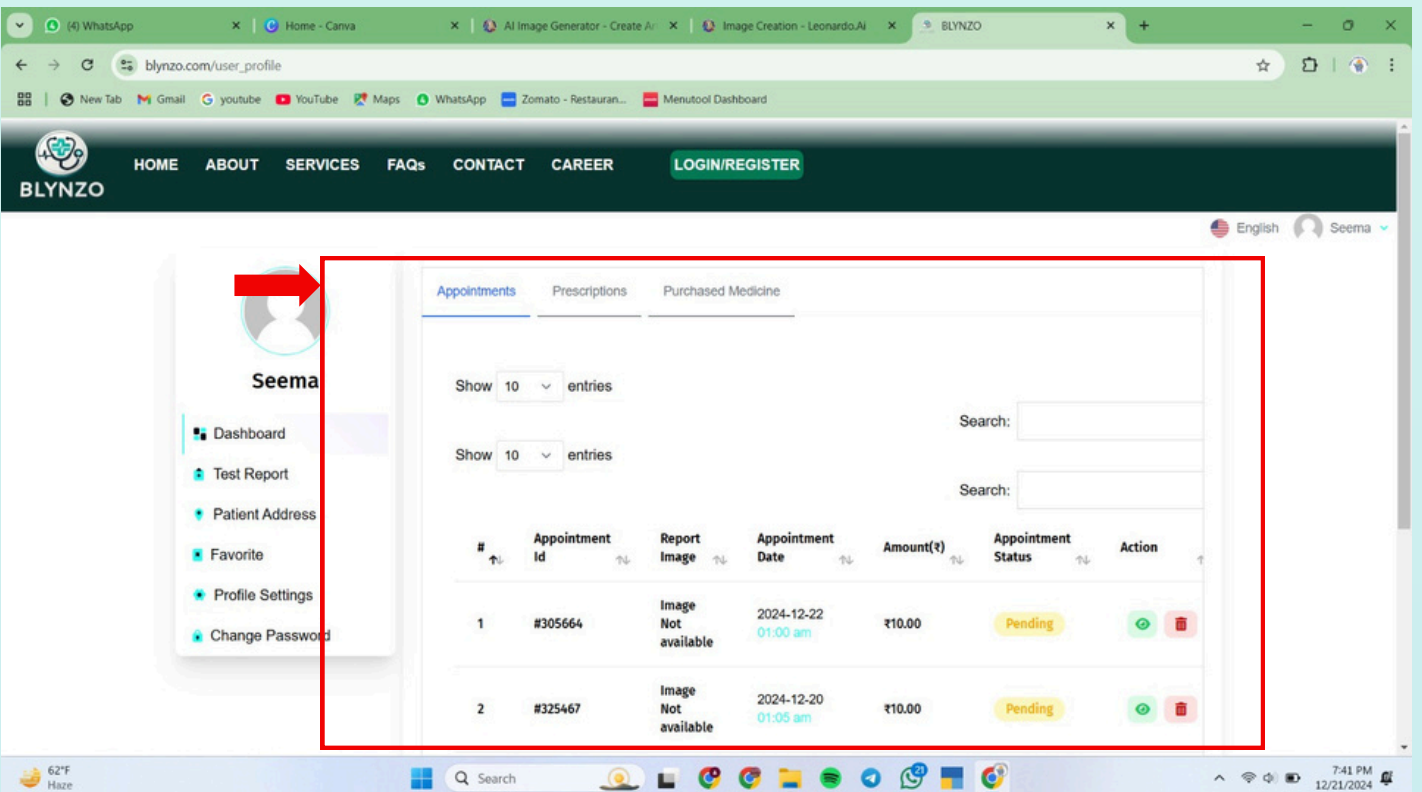 (4) WhatsApp
Home - Canva
AI Image Generator - Create Ar
Image Creation - Leonardo.Ai
BLYNZO
blynzo.com/user_profile
New Tab
Gmail
youtube
YouTube
Maps
WhatsApp
Zomato - Restauran...
Menutool Dashboard
BLYNZO
HOME
ABOUT
SERVICES
FAQs
CONTACT
CAREER
LOGIN/REGISTER
English
Seema
Seema
Dashboard
Test Report
Patient Address
Favorite
Profile Settings
Change Password
Appointments
Prescriptions
Purchased Medicine
Show 10 entries
Search:
Show 10 entries
Search:
# Appointment Id Report Image Appointment Date Amount(₹) Appointment Status Action
1 #305664 Image Not available 2024-12-22 01:00 am ₹10.00 Pending
2 #325467 Image Not available 2024-12-20 01:05 am ₹10.00 Pending
62°F
Haze
Search
21
7:41 PM
12/21/2024